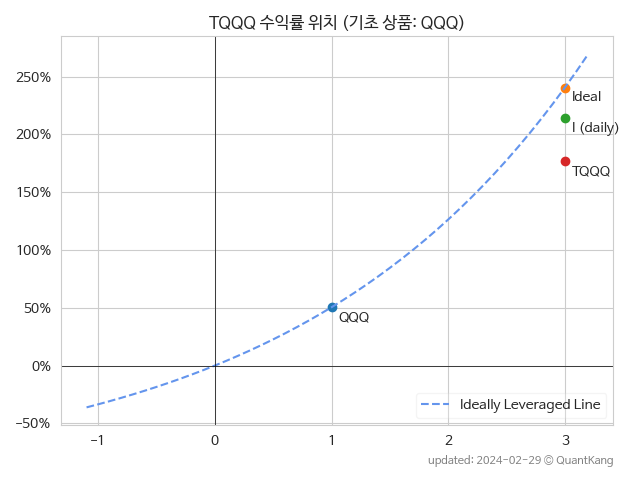 TQQQ 수익률 위치 (기초 상품: QQQ)
250%
200%
150%
100%
50%
0%
−50%
Ideal
I (daily)
TQQQ
QQQ
Ideally Leveraged Line
−1 0 1 2 3
updated: 2024-02-29 © QuantKang